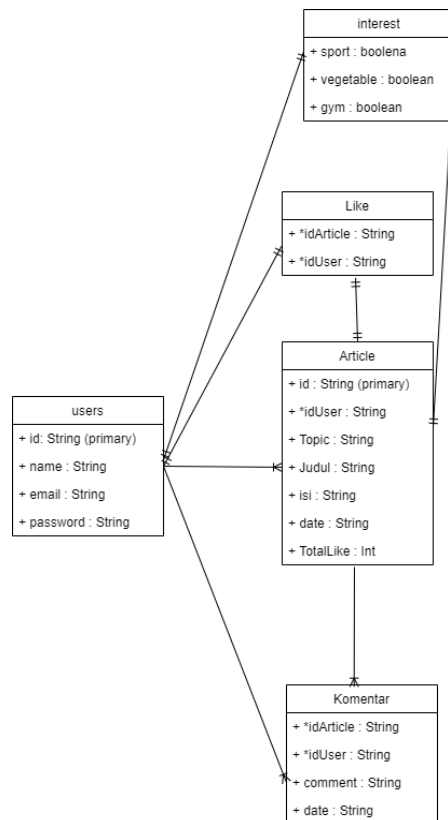 interest
+ sport : boolena
+ vegetable : boolean
+ gym : boolean
Like
+ *idArticle : String
+ *idUser : String
Article
+ id : String (primary)
+ *idUser : String
+ Topic : String
+ Judul : String
+ isi : String
+ date : String
+ TotalLike : Int
users
+ id: String (primary)
+ name : String
+ email : String
+ password : String
Komentar
+ *idArticle : String
+ *idUser : String
+ comment : String
+ date : String